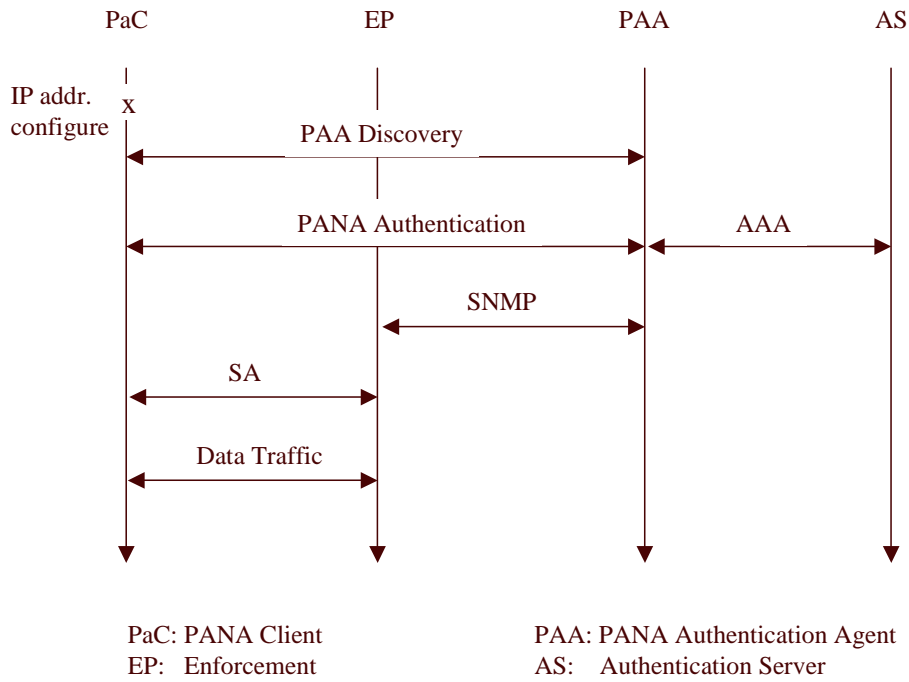 PaC EP PAA AS
IP addr.
configure
x
PAA Discovery
PANA Authentication AAA
SNMP
SA
Data Traffic
PaC: PANA Client PAA: PANA Authentication Agent
EP: Enforcement AS: Authentication Server